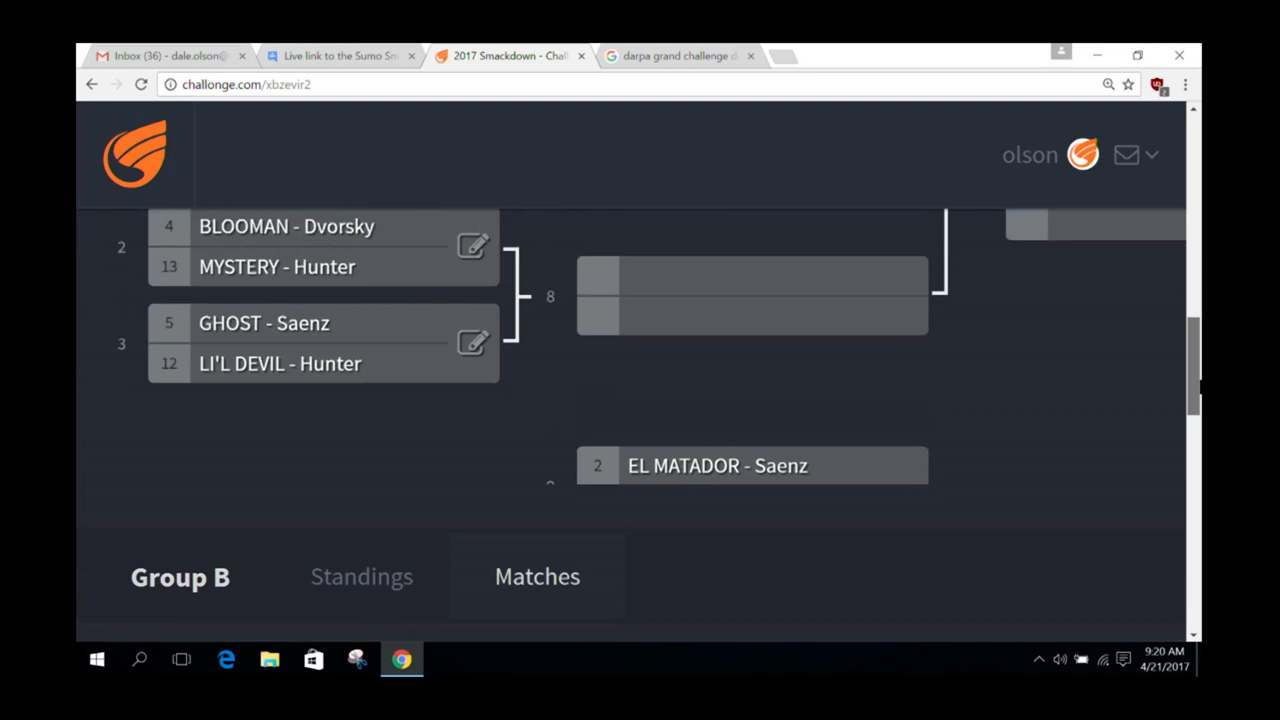 Inbox (36) - dale.olson@
Live link to the Sumo Sm
2017 Smackdown - Chall
darpa grand challenge d
challonge.com/xbzevir2
olson
2
4 BLOOMAN - Dvorsky
13 MYSTERY - Hunter
8
3
5 GHOST - Saenz
12 LI'L DEVIL - Hunter
2 EL MATADOR - Saenz
Group B Standings Matches
9:20 AM
4/21/2017